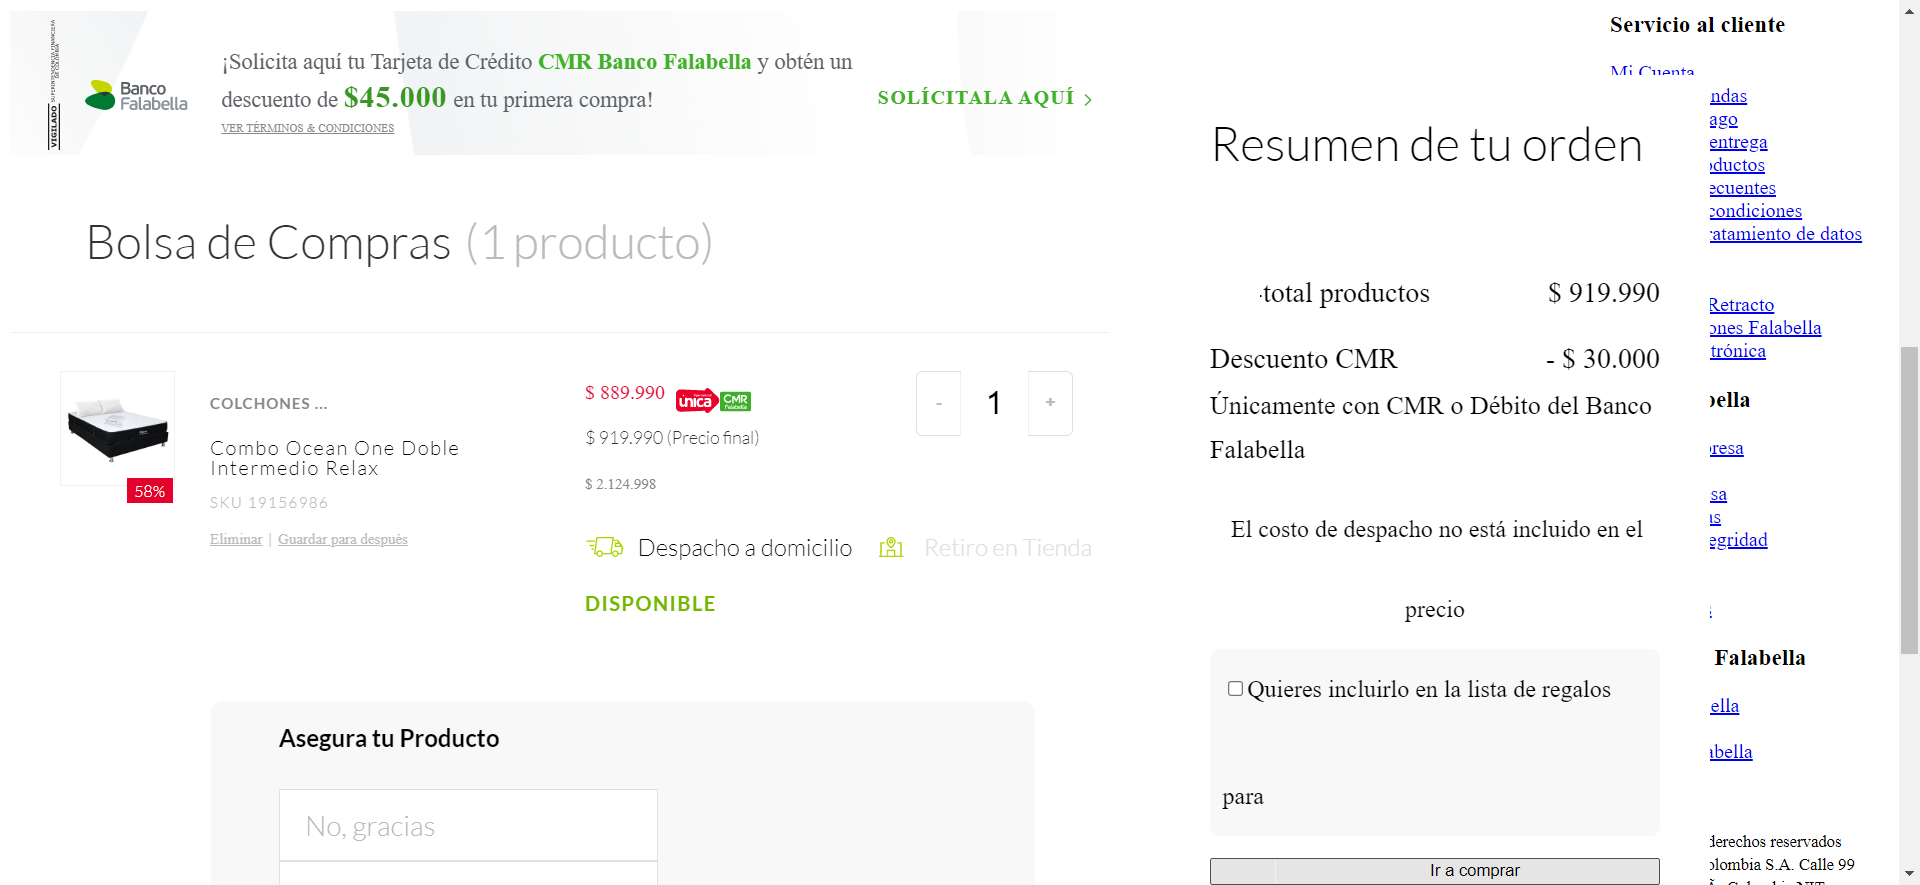 VIGILADO SUPERINTENDENCIA FINANCIERA DE COLOMBIA
Banco Falabella
¡Solicita aquí tu Tarjeta de Crédito CMR Banco Falabella y obtén un
descuento de $45.000 en tu primera compra!
VER TÉRMINOS & CONDICIONES
SOLÍCITALA AQUÍ >
Bolsa de Compras (1 producto)
COLCHONES ...
Combo Ocean One Doble
Intermedio Relax
SKU 19156986
Eliminar | Guardar para después
58%
$ 889.990 única CMR Falabella
$ 919.990 (Precio final)
$ 2.124.998
- 1 +
Despacho a domicilio
Retiro en Tienda
DISPONIBLE
Asegura tu Producto
No, gracias
Resumen de tu orden
-total productos $ 919.990
Descuento CMR - $ 30.000
Únicamente con CMR o Débito del Banco
Falabella
El costo de despacho no está incluido en el
precio
Quieres incluirlo en la lista de regalos
para
Ir a comprar
Servicio al cliente
Mi Cuenta
ndas
ago
entrega
oductos
ecuentes
condiciones
ratamiento de datos
Retracto
ones Falabella
trónica
bella
resa
sa
as
egridad
Falabella
ella
abella
derechos reservados
olombia S.A. Calle 99